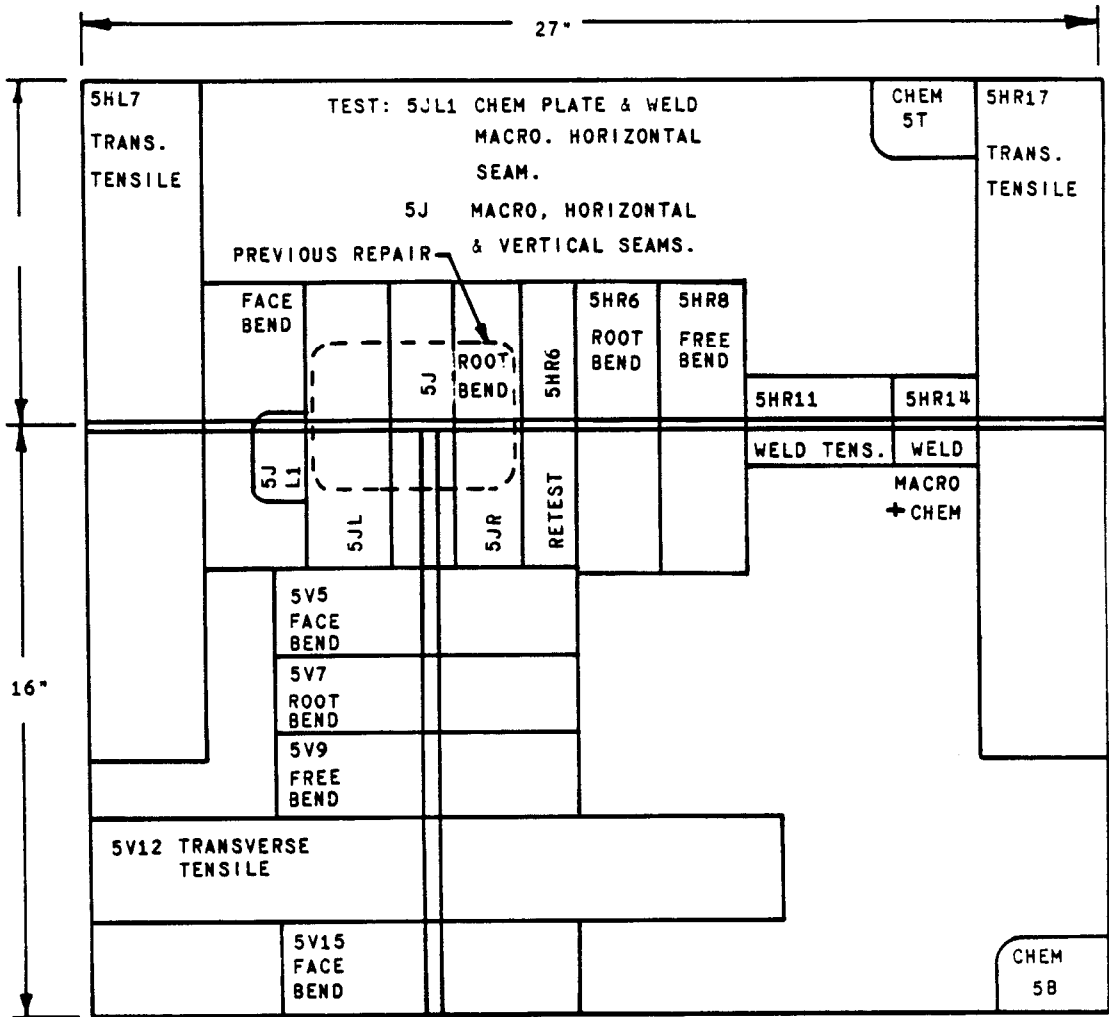 27"
5HL7
TRANS.
TENSILE
TEST: 5JL1 CHEM PLATE & WELD
MACRO. HORIZONTAL
SEAM.
5J MACRO, HORIZONTAL
& VERTICAL SEAMS.
CHEM
5T
5HR17
TRANS.
TENSILE
PREVIOUS REPAIR
FACE
BEND
5J
ROOT
BEND
5HR6
5HR6
ROOT
BEND
5HR8
FREE
BEND
5HR11
5HR14
WELD TENS.
WELD
MACRO
+ CHEM
5J
L1
5JL
5JR
RETEST
16"
5V5
FACE
BEND
5V7
ROOT
BEND
5V9
FREE
BEND
5V12 TRANSVERSE
TENSILE
5V15
FACE
BEND
CHEM
5B